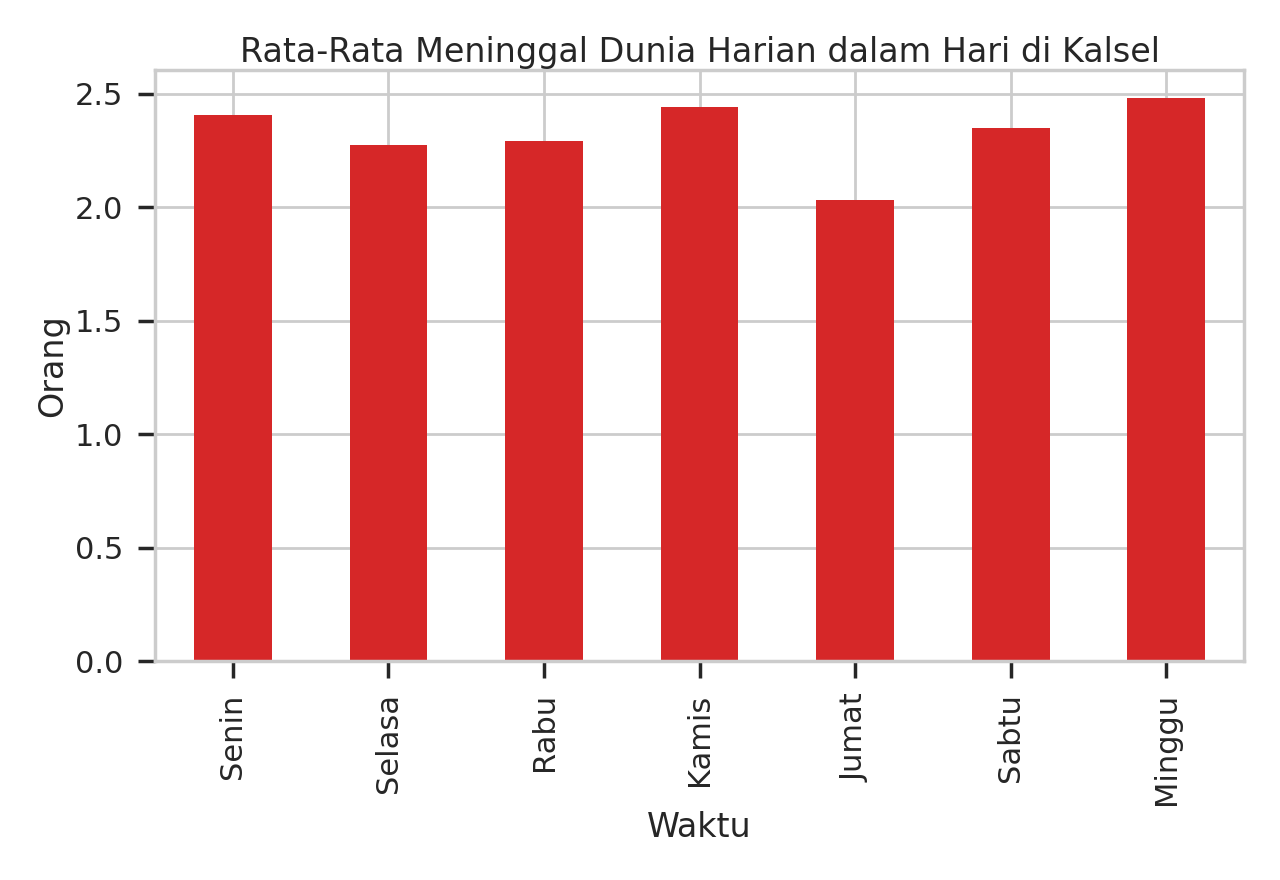 Rata-Rata Meninggal Dunia Harian dalam Hari di Kalsel
Orang
2.5
2.0
1.5
1.0
0.5
0.0
Senin
Selasa
Rabu
Kamis
Jumat
Sabtu
Minggu
Waktu